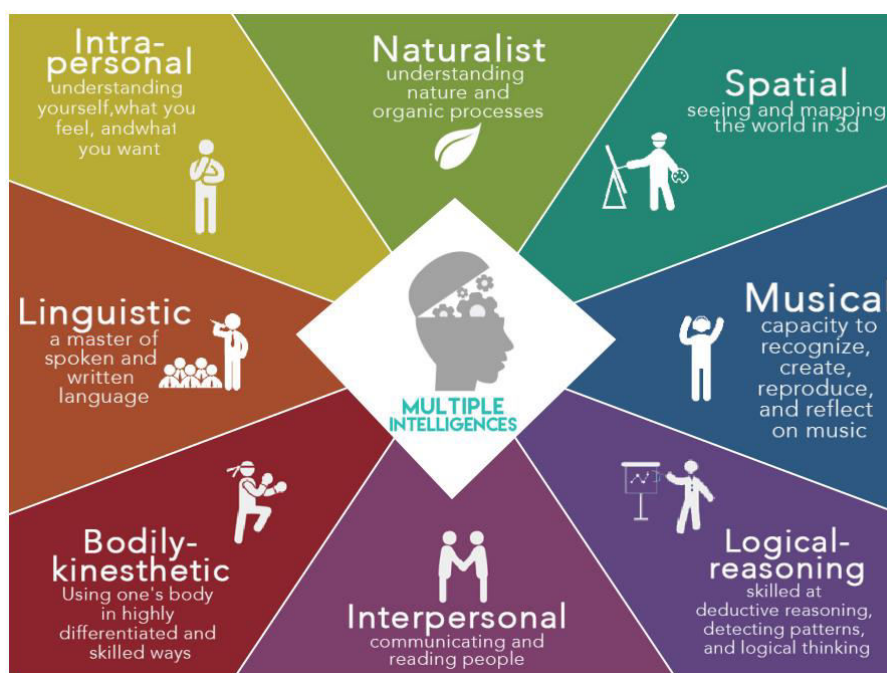 Intra-
personal
understanding
yourself,what you
feel, andwhat
you want
Naturalist
understanding
nature and
organic processes
Spatial
seeing and mapping
the world in 3d
Linguistic
a master of
spoken and
written
language
MULTIPLE
INTELLIGENCES
Musica
capacity to
recognize,
create,
reproduce,
and reflect
on music
Bodily-
kinesthetic
Using one's body
in highly
differentiated and
skilled ways
Interpersonal
communicating and
reading people
Logical-
reasoning
skilled at
deductive reasoning,
detecting patterns,
and logical thinking